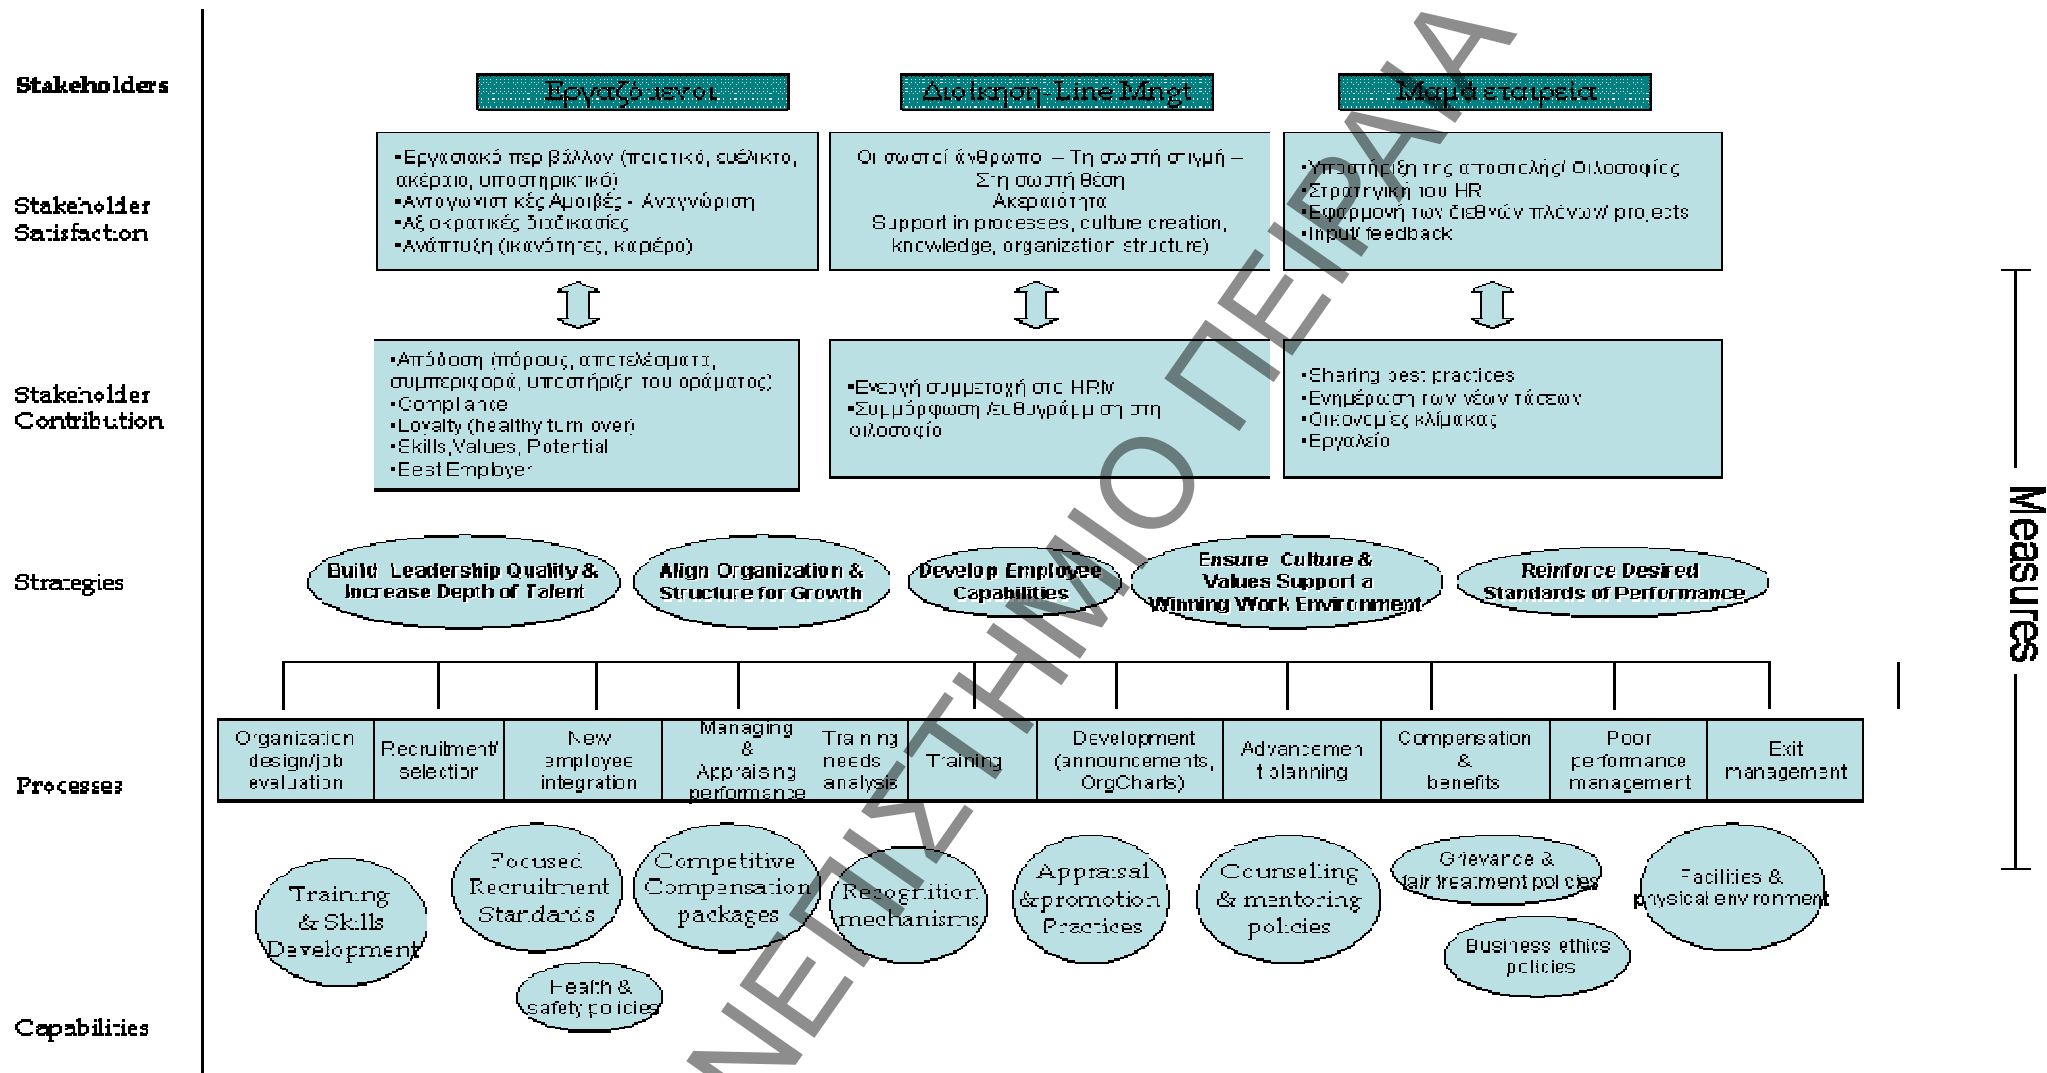 Stakeholders
Εργαζόμενοι
Διοίκηση-Line Mngt
Μαμά εταιρεία
Stakeholder
Satisfaction
•Εργασιακό περιβάλλον (ποιοτικό, ευέλικτο,
ακέραιο, υποστηρικτικό)
•Ανταγωνιστικές Αμοιβές - Αναγνώριση
•Αξιοκρατικές διαδικασίες
•Ανάπτυξη (ικανότητες, καριέρα)
Οι σωστοί άνθρωποι – Τη σωστή στιγμή –
Στη σωστή θέση
Ακεραιότητα
Support in processes, culture creation,
knowledge, organization structure)
•Υποστήριξη της αποστολής/ Φιλοσοφίας
•Στρατηγική του HR
•Εφαρμογή των διεθνών πλάνων/ projects
•Input/ feedback
Stakeholder
Contribution
•Απόδοση (πόρους, αποτελέσματα,
συμπεριφορά, υποστήριξη του οράματος)
•Compliance
•Loyalty (healthy turn over)
•Skills,Values, Potential
•Best Employer
•Ενεργή συμμετοχή στο HRM
•Συμμόρφωση /ευθυγράμμιση στη
φιλοσοφία
•Sharing best practices
•Ενημέρωση των νέων τάσεων
•Οικονομίες κλίμακας
•Εργαλεία
Measures
Strategies
Build Leadership Quality &
Increase Depth of Talent
Align Organization &
Structure for Growth
Develop Employee
Capabilities
Ensure Culture &
Values Support a
Winning Work Environment
Reinforce Desired
Standards of Performance
Processes
Organization
design/job
evaluation
Recruitment/
selection
New
employee
integration
Managing
&
Appraising
performance
Training
needs
analysis
Training
Development
(announcements,
OrgCharts)
Advancemen
t planning
Compensation
&
benefits
Poor
performance
management
Exit
management
Capabilities
Training
& Skills
Development
Focused
Recruitment
Standards
Health &
safety policies
Competitive
Compensation
packages
Recognition
mechanisms
Appraisal
&promotion
Practices
Counselling
& mentoring
policies
Grievance &
fair treatment policies
Business ethics
policies
Facilities &
physical environment
ΝΕΠΙΣΤΗΜΙΟ ΠΕΙΡΑΙΑ